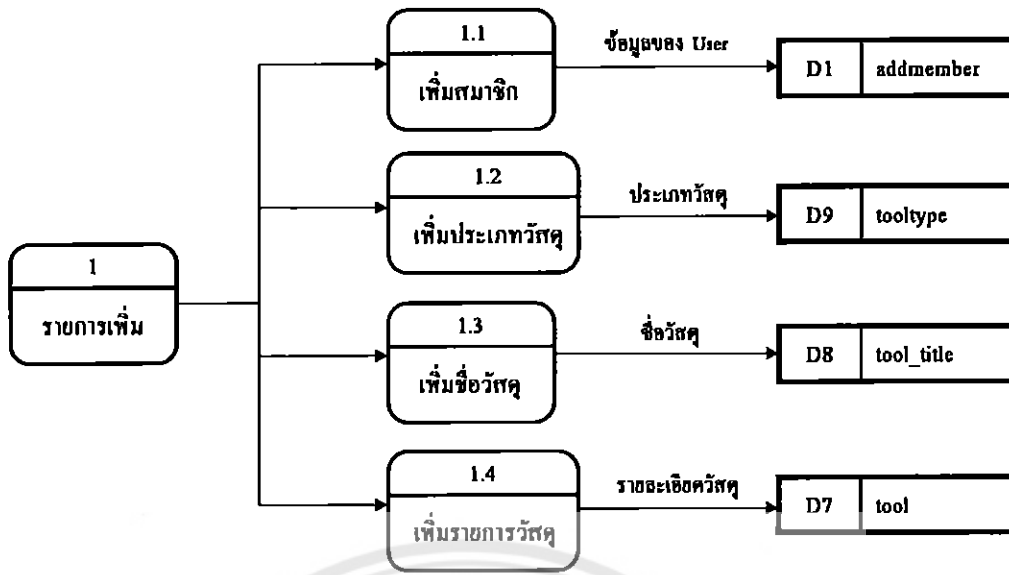 1.1
เพิ่มสมาชิก
ข้อมูลของ User
D1 addmember
1.2
เพิ่มประเภทวัสดุ
ประเภทวัสดุ
D9 tooltype
1
รายการเพิ่ม
1.3
เพิ่มชื่อวัสดุ
ชื่อวัสดุ
D8 tool_title
1.4
เพิ่มรายการวัสดุ
รายละเอียดวัสดุ
D7 tool